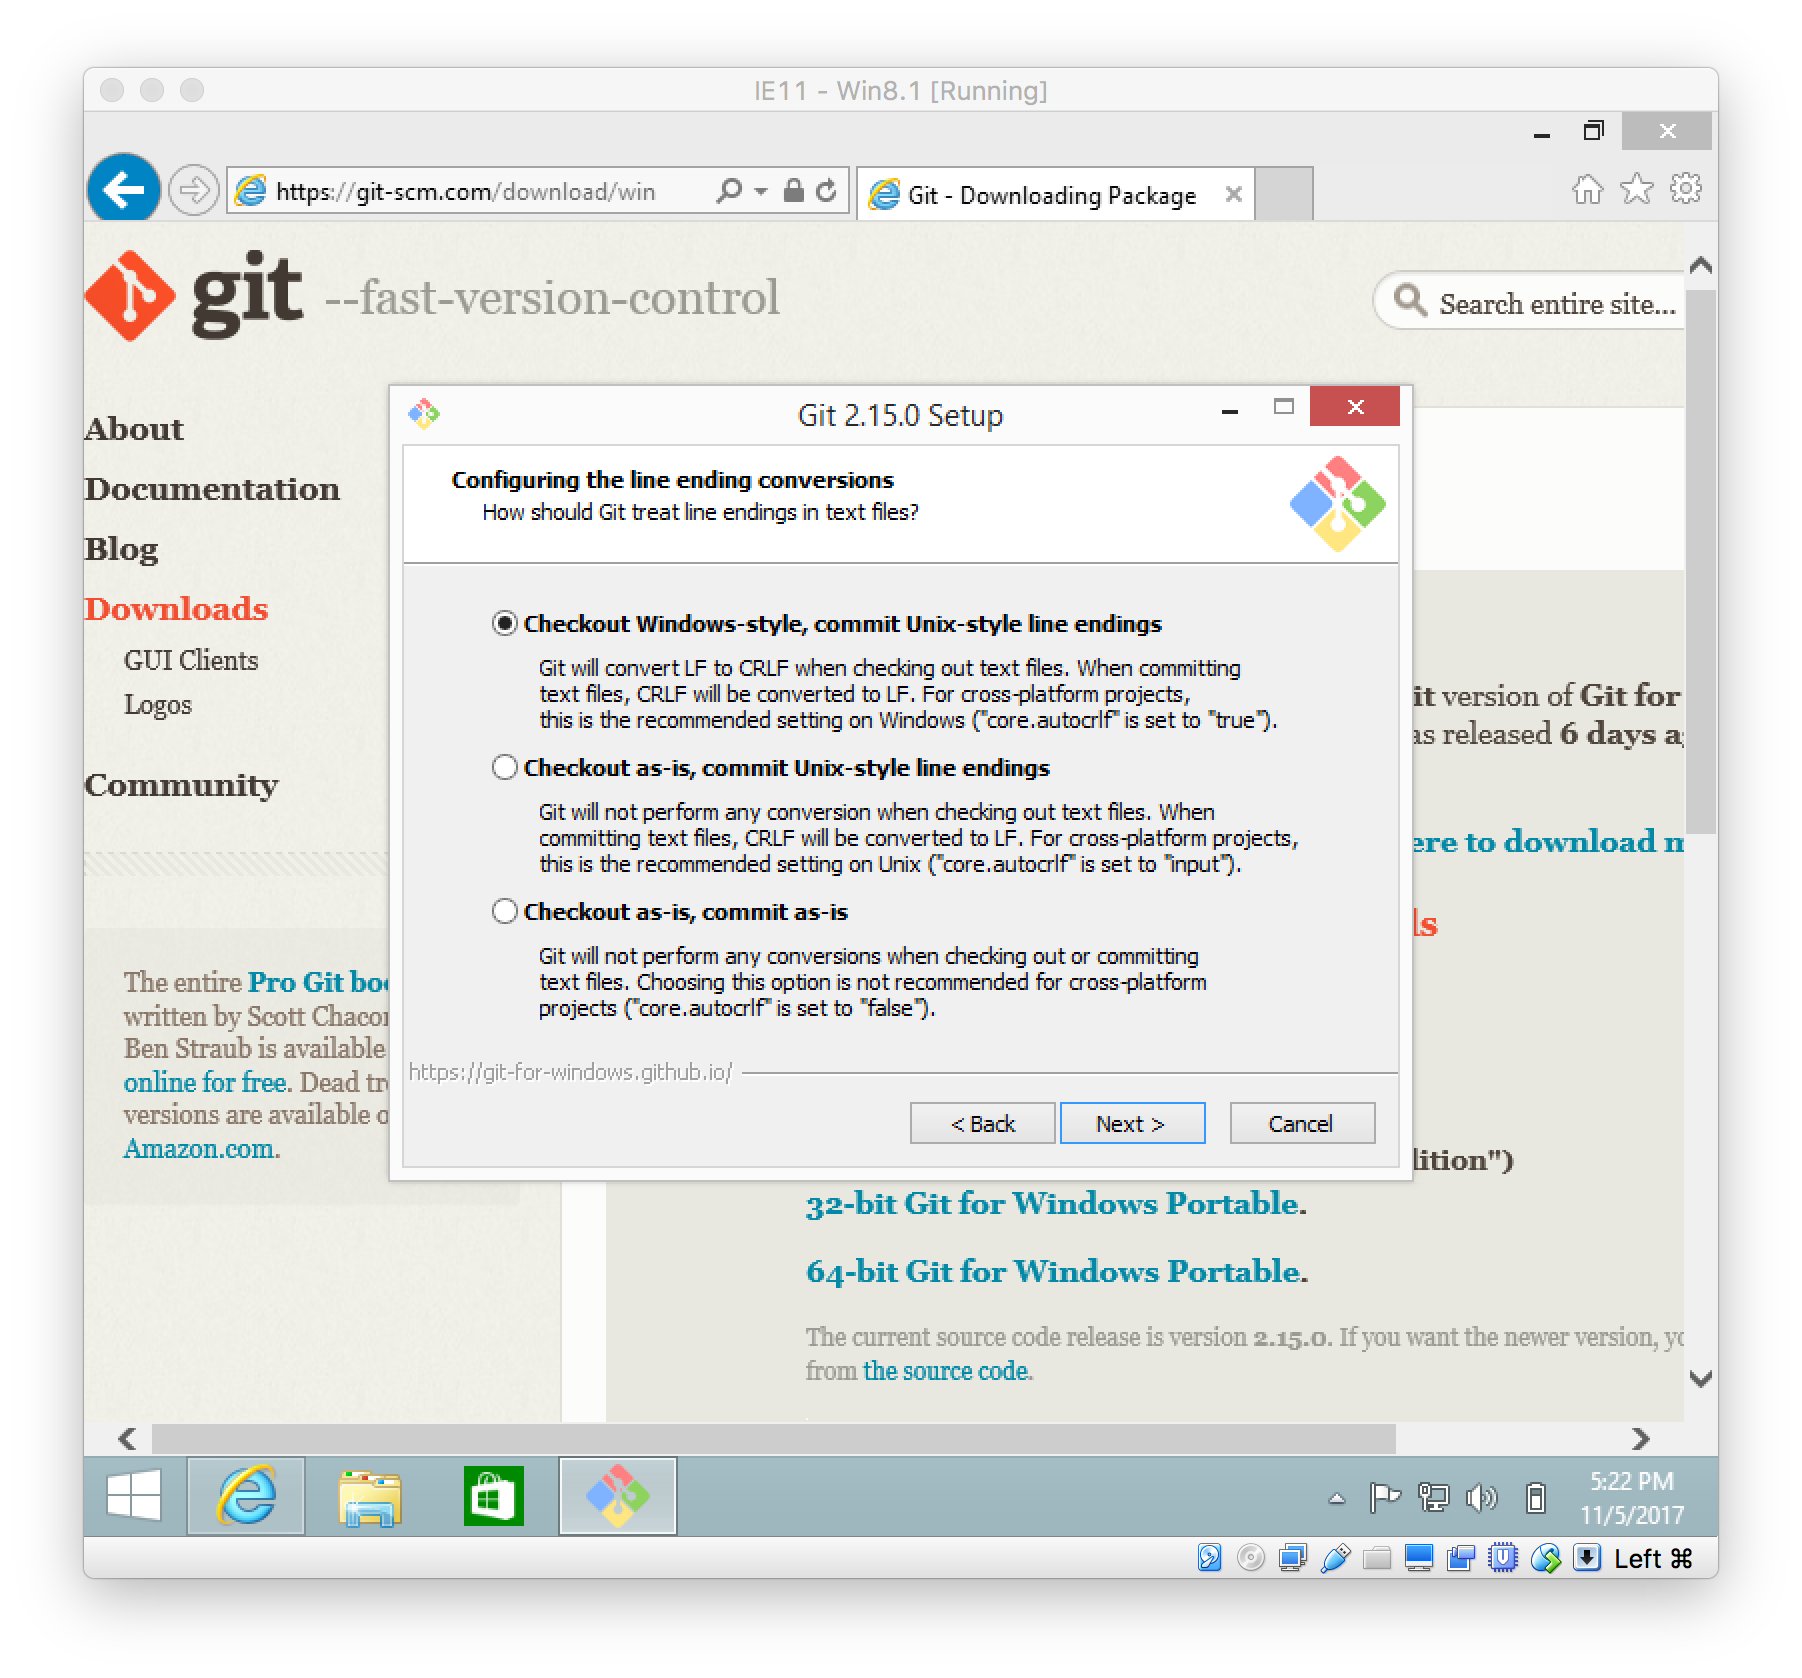 IE11 - Win8.1 [Running]
https://git-scm.com/download/win
Git - Downloading Package
git --fast-version-control
Search entire site...
About
Documentation
Blog
Downloads
GUI Clients
Logos
Community
The entire Pro Git
written by Scott
Ben Straub is available
online for free. Dead
versions are available
Amazon.com.
Git 2.15.0 Setup
Configuring the line ending conversions
How should Git treat line endings in text files?
Checkout Windows-style, commit Unix-style line endings
Git will convert LF to CRLF when checking out text files. When committing
text files, CRLF will be converted to LF. For cross-platform projects,
this is the recommended setting on Windows ("core.autocrlf" is set to "true").
Checkout as-is, commit Unix-style line endings
Git will not perform any conversion when checking out text files. When
committing text files, CRLF will be converted to LF. For cross-platform projects,
this is the recommended setting on Unix ("core.autocrlf" is set to "input").
Checkout as-is, commit as-is
Git will not perform any conversions when checking out or committing
text files. Choosing this option is not recommended for cross-platform
projects ("core.autocrlf" is set to "false").
https://git-for-windows.github.io/
< Back
Next >
Cancel
version of Git for
released 6 days
to download
32-bit Git for Windows Portable.
64-bit Git for Windows Portable.
The current source code release is version 2.15.0. If you want the newer version,
from the source code.
5:22 PM
11/5/2017
Left ⌘